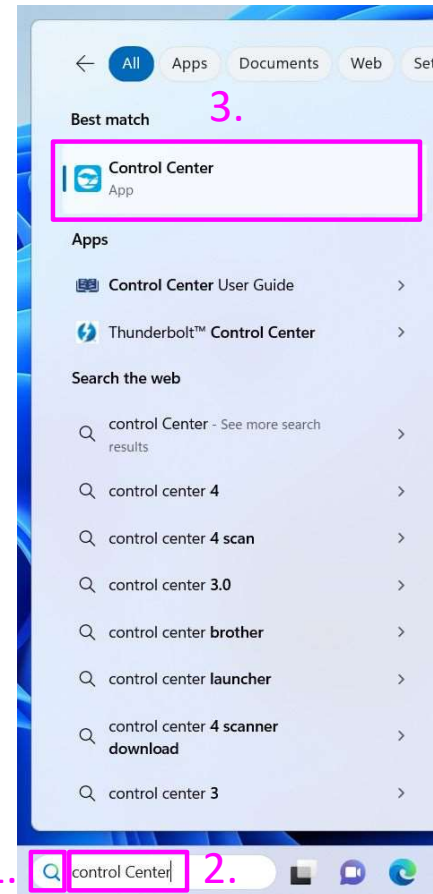 All Apps Documents Web Set
Best match
3.
Control Center
App
Apps
Control Center User Guide
Thunderbolt™ Control Center
Search the web
control Center - See more search
results
control center 4
control center 4 scan
control center 3.0
control center brother
control center launcher
control center 4 scanner
download
control center 3
control Center 2.